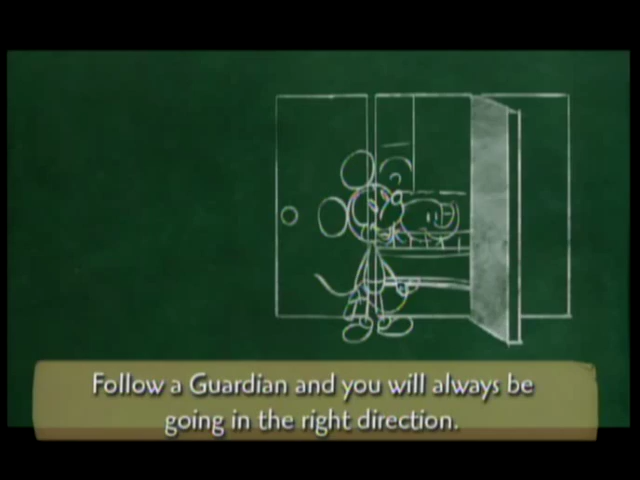 Follow a Guardian and you will always be
going in the right direction.